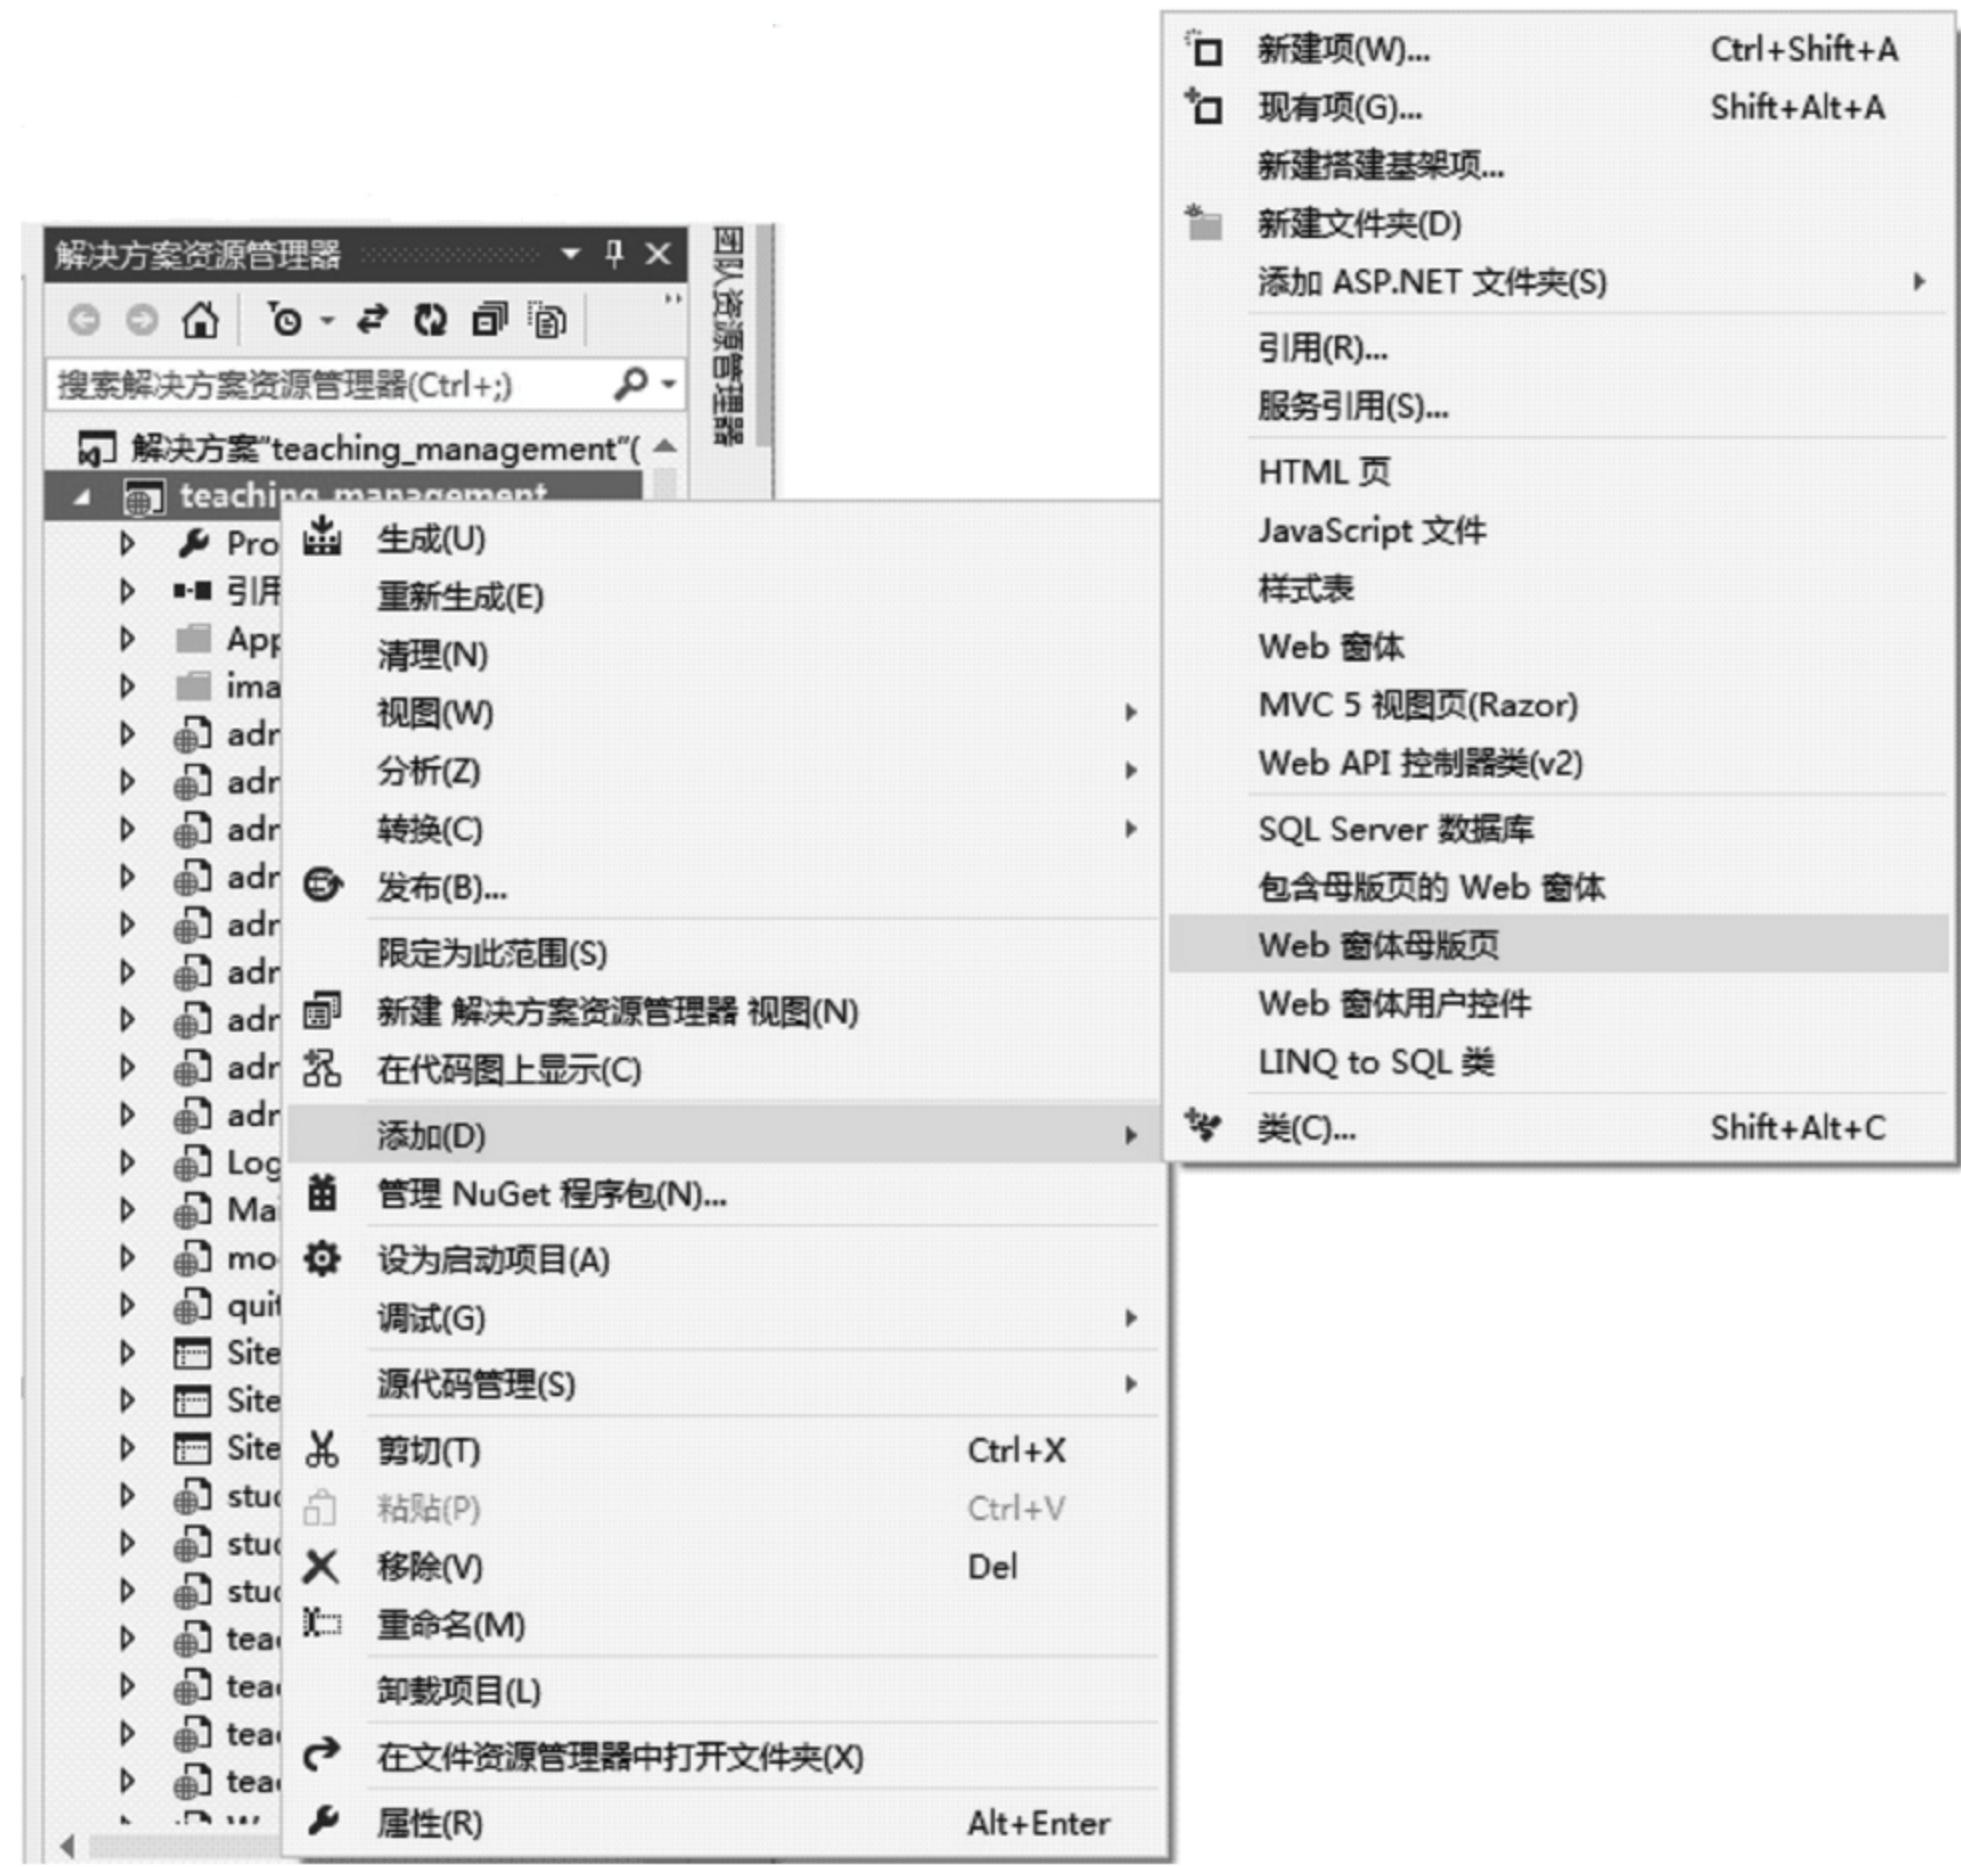 解决方案资源管理器
搜索解决方案资源管理器(Ctrl+;)
解决方案"teaching_management"(
teaching_management
Pro
引用
App
ima
adr
adr
adr
adr
adr
adr
adr
adr
adr
Log
Mai
mo
quit
Site
Site
Site
stud
stud
stud
tea
tea
tea
tea
团队资源管理器
生成(U)
重新生成(E)
清理(N)
视图(W)
分析(Z)
转换(C)
发布(B)...
限定为此范围(S)
新建 解决方案资源管理器 视图(N)
在代码图上显示(C)
添加(D)
管理 NuGet 程序包(N)...
设为启动项目(A)
调试(G)
源代码管理(S)
剪切(T) Ctrl+X
粘贴(P) Ctrl+V
移除(V) Del
重命名(M)
卸载项目(L)
在文件资源管理器中打开文件夹(X)
属性(R) Alt+Enter
新建项(W)... Ctrl+Shift+A
现有项(G)... Shift+Alt+A
新建搭建基架项...
新建文件夹(D)
添加 ASP.NET 文件夹(S)
引用(R)...
服务引用(S)...
HTML 页
JavaScript 文件
样式表
Web 窗体
MVC 5 视图页(Razor)
Web API 控制器类(v2)
SQL Server 数据库
包含母版页的 Web 窗体
Web 窗体母版页
Web 窗体用户控件
LINQ to SQL 类
类(C)... Shift+Alt+C